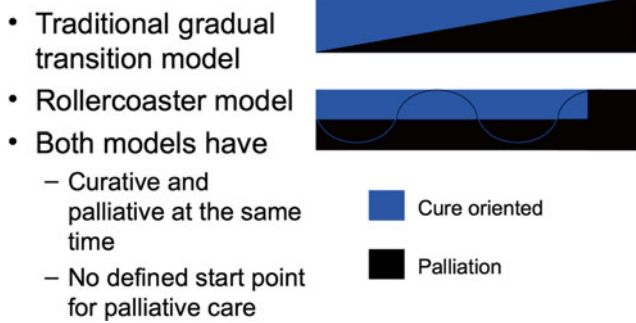 • Traditional gradual
transition model
• Rollercoaster model
• Both models have
– Curative and
palliative at the same
time
– No defined start point
for palliative care
Cure oriented
Palliation